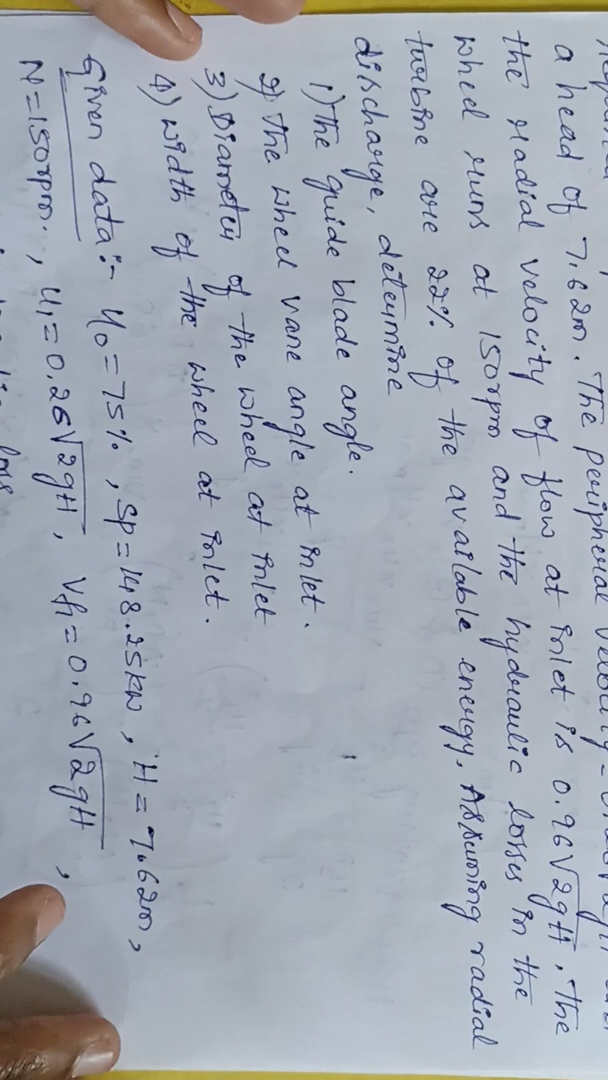 a head of 7.62m. The peripheral velocity =
the radial velocity of flow at inlet is 0.96√2gH. The
wheel runs at 150rpm and the hydraulic losses in the
turbine are 22% of the available energy. Assuming radial
discharge, determine
1) The guide blade angle.
2) The wheel vane angle at inlet.
3) Diameter of the wheel at inlet
4) width of the wheel at inlet.
Given data:- η0 = 75%, SP = 148.25kw, H = 7.62m,
N = 150rpm., U1 = 0.26√2gH, Vf1 = 0.96√2gH,